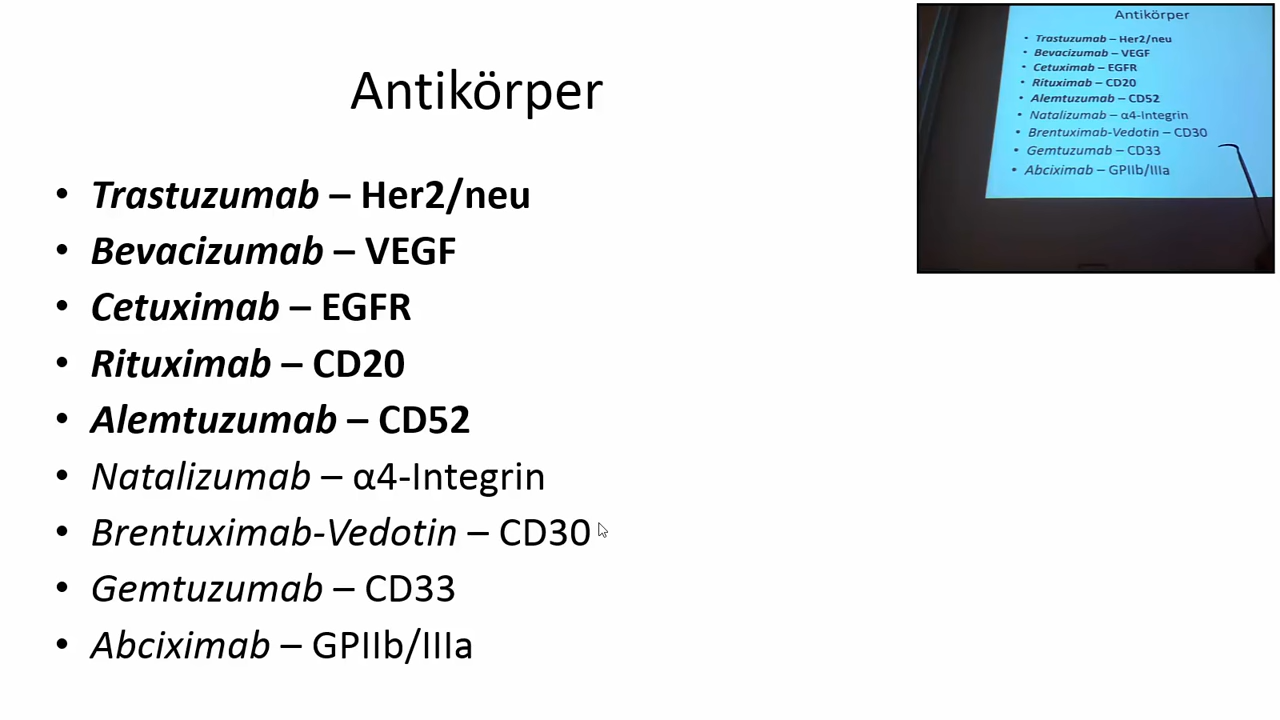 Antikörper
• Trastuzumab – Her2/neu
• Bevacizumab – VEGF
• Cetuximab – EGFR
• Rituximab – CD20
• Alemtuzumab – CD52
• Natalizumab – α4-Integrin
• Brentuximab-Vedotin – CD30
• Gemtuzumab – CD33
• Abciximab – GPIIb/IIIa
Antikörper
• Trastuzumab – Her2/neu
• Bevacizumab – VEGF
• Cetuximab – EGFR
• Rituximab – CD20
• Alemtuzumab – CD52
• Natalizumab – α4-Integrin
• Brentuximab-Vedotin – CD30
• Gemtuzumab – CD33
• Abciximab – GPIIb/IIIa